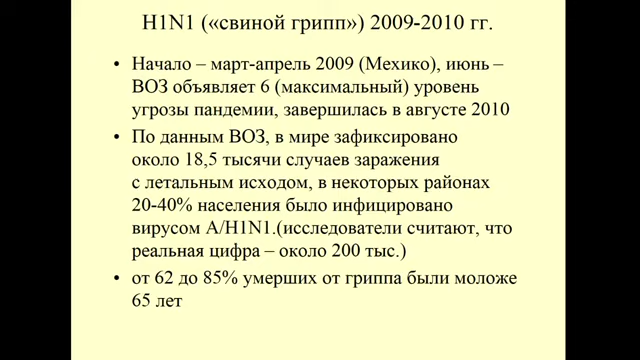 H1N1 («свиной грипп») 2009-2010 гг.
• Начало – март-апрель 2009 (Мехико), июнь –
ВОЗ объявляет 6 (максимальный) уровень
угрозы пандемии, завершилась в августе 2010
• По данным ВОЗ, в мире зафиксировано
около 18,5 тысячи случаев заражения
с летальным исходом, в некоторых районах
20-40% населения было инфицировано
вирусом A/H1N1.(исследователи считают, что
реальная цифра – около 200 тыс.)
• от 62 до 85% умерших от гриппа были моложе
65 лет